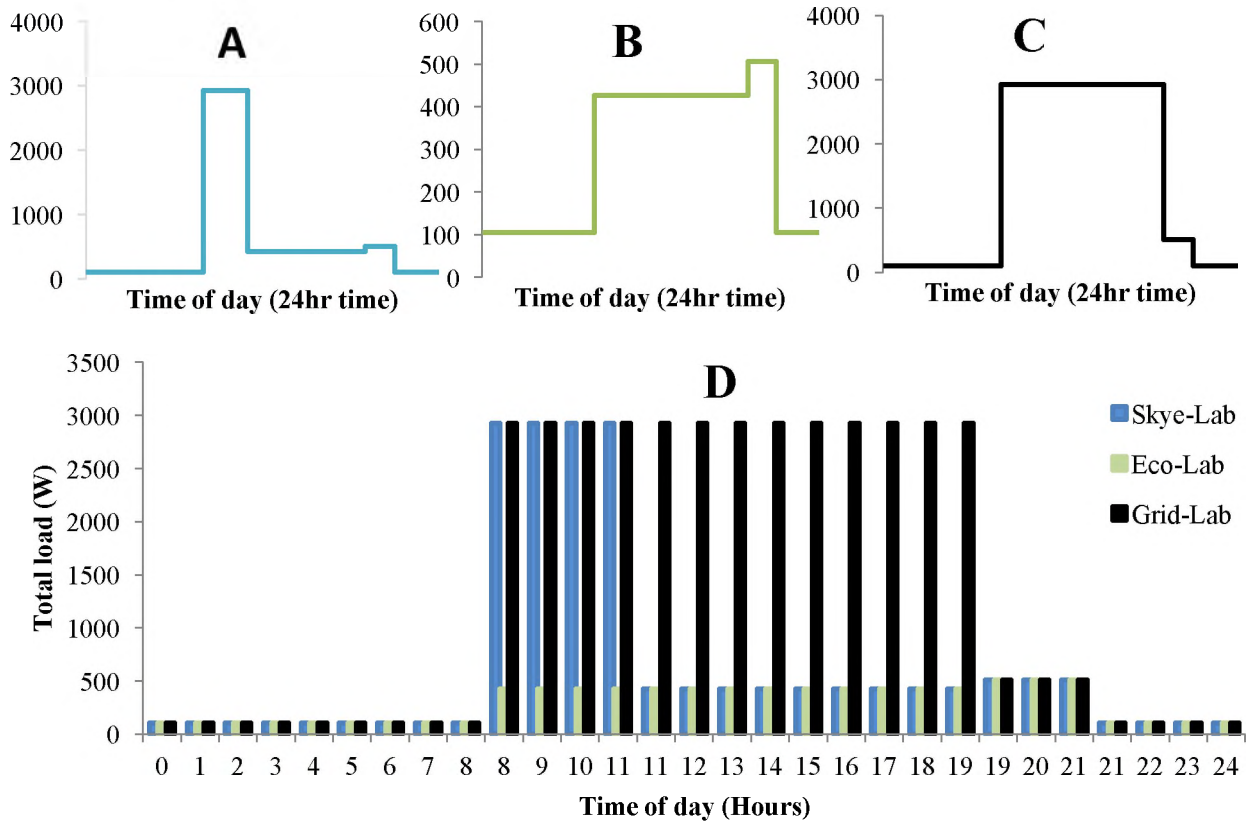 A
4000
3000
2000
1000
0
Time of day (24hr time)
B
600
500
400
300
200
100
0
Time of day (24hr time)
C
4000
3000
2000
1000
0
Time of day (24hr time)
D
3500
3000
2500
2000
1500
1000
500
0
Total load (W)
Skye-Lab
Eco-Lab
Grid-Lab
0 1 2 3 4 5 6 7 8 8 9 10 11 11 12 13 14 15 16 17 18 19 19 20 21 21 22 23 24
Time of day (Hours)